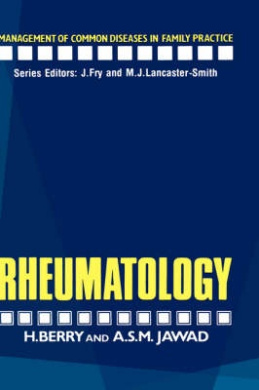 MANAGEMENT OF COMMON DISEASES IN FAMILY PRACTICE
Series Editors: J.Fry and M.J.Lancaster-Smith
RHEUMATOLOGY
H.BERRY AND A.S.M. JAWAD